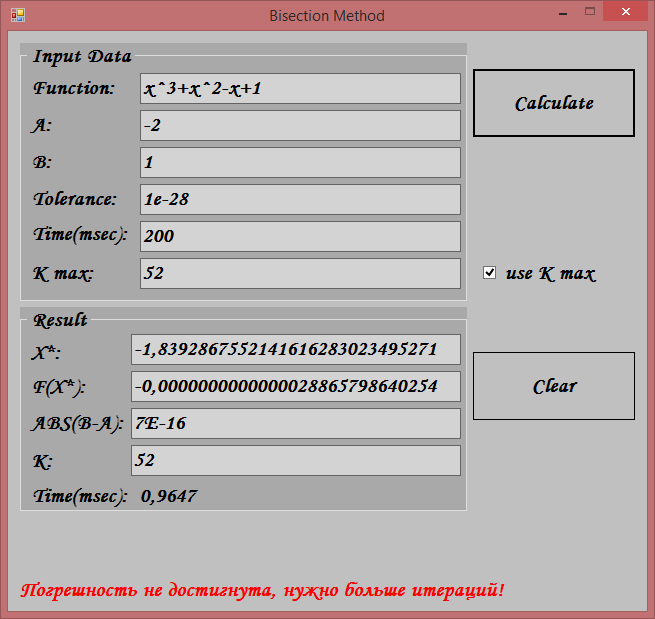 Bisection Method
Input Data
Function: x^3+x^2-x+1
Calculate
A: -2
B: 1
Tolerance: 1e-28
Time(msec): 200
K max: 52
use K max
Result
X*: -1,8392867552141616283023495271
F(X*): -0,0000000000000028865798640254
Clear
ABS(B-A): 7E-16
K: 52
Time(msec): 0,9647
Погрешность не достигнута, нужно больше итераций!